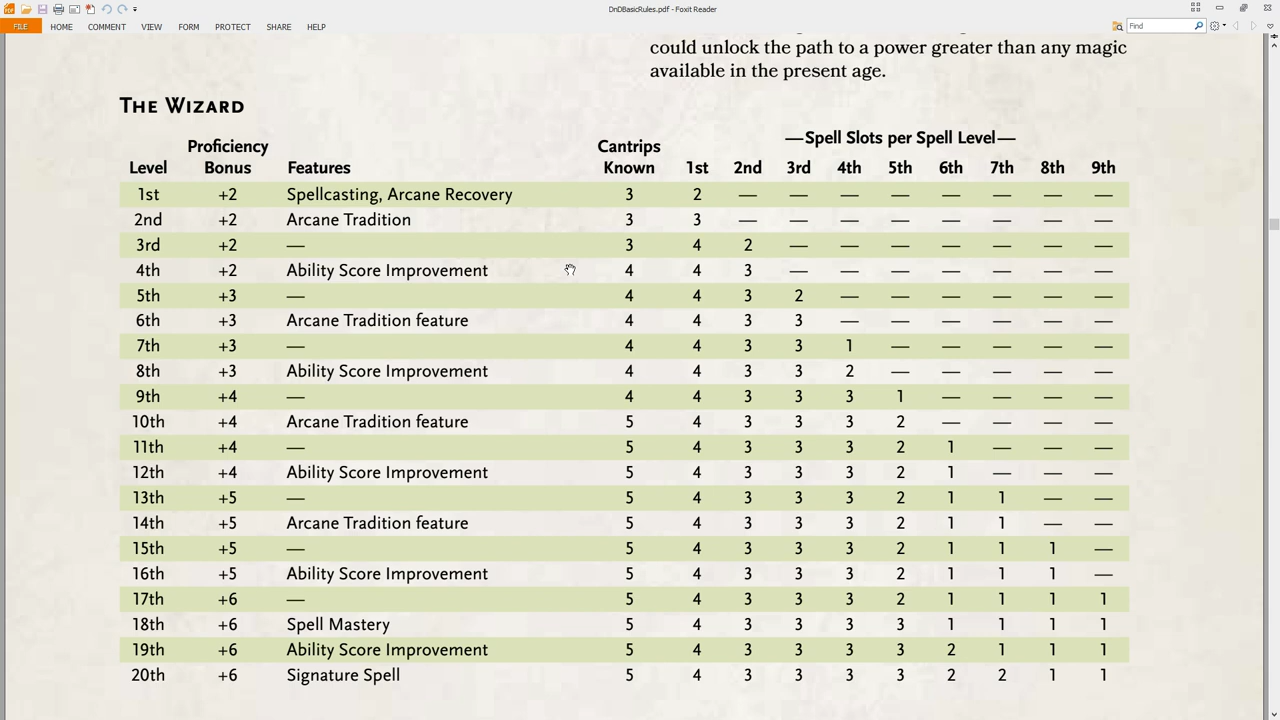 DnDBasicRules.pdf - Foxit Reader
FILE HOME COMMENT VIEW FORM PROTECT SHARE HELP Find
could unlock the path to a power greater than any magic
available in the present age.
THE WIZARD
—Spell Slots per Spell Level—
Proficiency Cantrips
Level Bonus Features Known 1st 2nd 3rd 4th 5th 6th 7th 8th 9th
1st +2 Spellcasting, Arcane Recovery 3 2 — — — — — — — —
2nd +2 Arcane Tradition 3 3 — — — — — — — —
3rd +2 — 3 4 2 — — — — — — —
4th +2 Ability Score Improvement 4 4 3 — — — — — — —
5th +3 — 4 4 3 2 — — — — — —
6th +3 Arcane Tradition feature 4 4 3 3 — — — — — —
7th +3 — 4 4 3 3 1 — — — — —
8th +3 Ability Score Improvement 4 4 3 3 2 — — — — —
9th +4 — 4 4 3 3 3 1 — — — —
10th +4 Arcane Tradition feature 5 4 3 3 3 2 — — — —
11th +4 — 5 4 3 3 3 2 1 — — —
12th +4 Ability Score Improvement 5 4 3 3 3 2 1 — — —
13th +5 — 5 4 3 3 3 2 1 1 — —
14th +5 Arcane Tradition feature 5 4 3 3 3 2 1 1 — —
15th +5 — 5 4 3 3 3 2 1 1 1 —
16th +5 Ability Score Improvement 5 4 3 3 3 2 1 1 1 —
17th +6 — 5 4 3 3 3 2 1 1 1 1
18th +6 Spell Mastery 5 4 3 3 3 3 1 1 1 1
19th +6 Ability Score Improvement 5 4 3 3 3 3 2 1 1 1
20th +6 Signature Spell 5 4 3 3 3 3 2 2 1 1